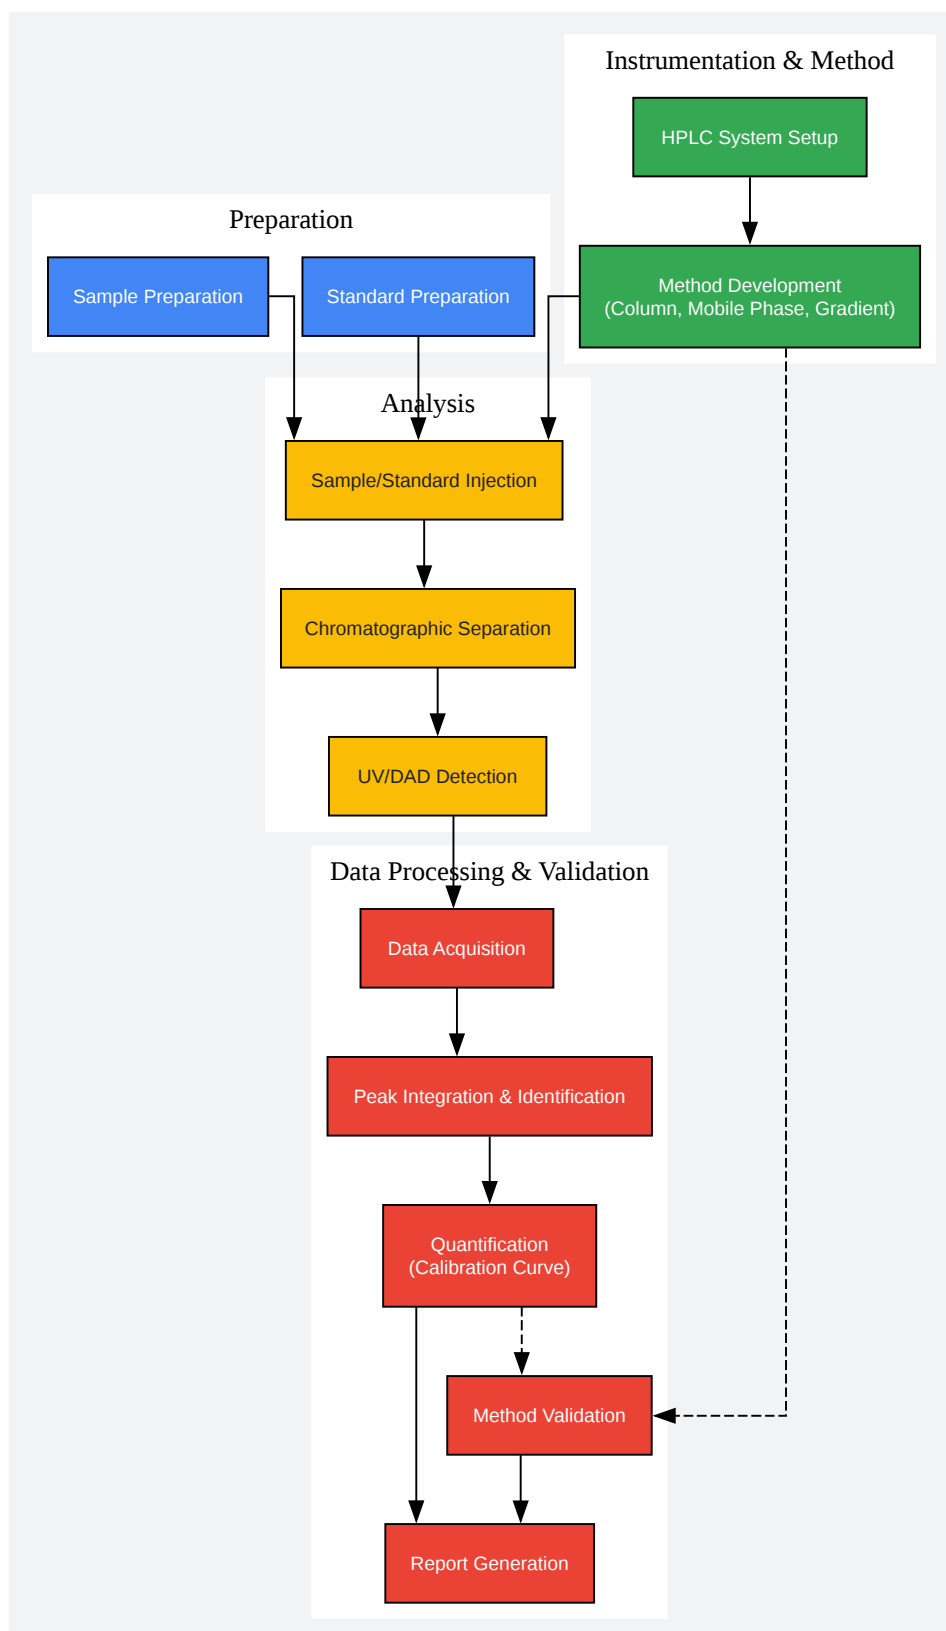 Instrumentation & Method
HPLC System Setup
Method Development
(Column, Mobile Phase, Gradient)
Preparation
Sample Preparation
Standard Preparation
Analysis
Sample/Standard Injection
Chromatographic Separation
UV/DAD Detection
Data Processing & Validation
Data Acquisition
Peak Integration & Identification
Quantification
(Calibration Curve)
Method Validation
Report Generation